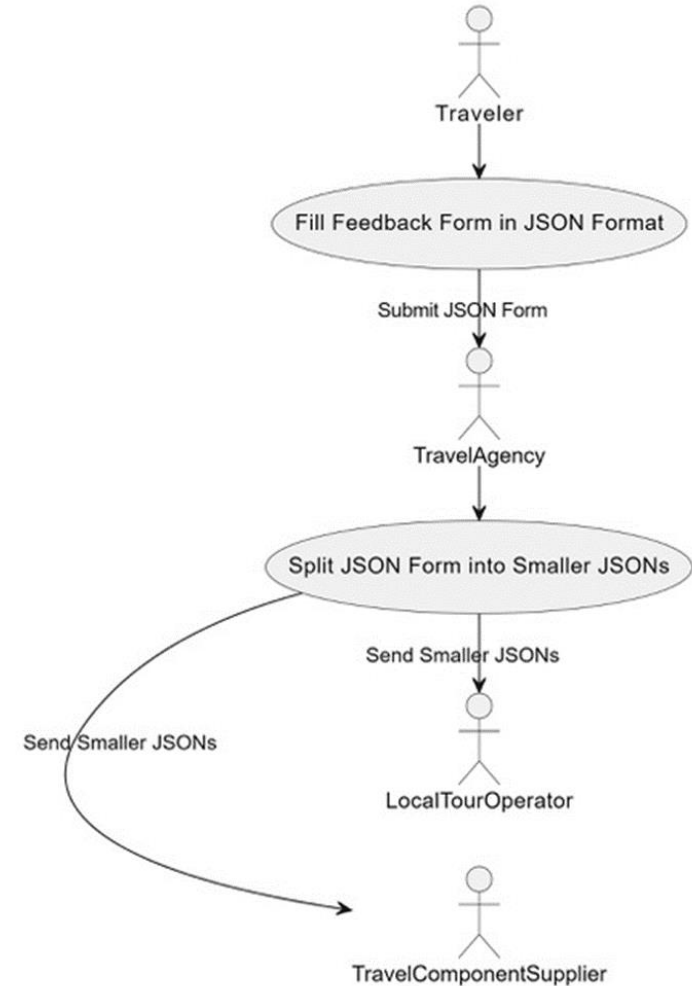 Traveler
Fill Feedback Form in JSON Format
Submit JSON Form
TravelAgency
Split JSON Form into Smaller JSONs
Send Smaller JSONs
Send Smaller JSONs
LocalTourOperator
TravelComponentSupplier